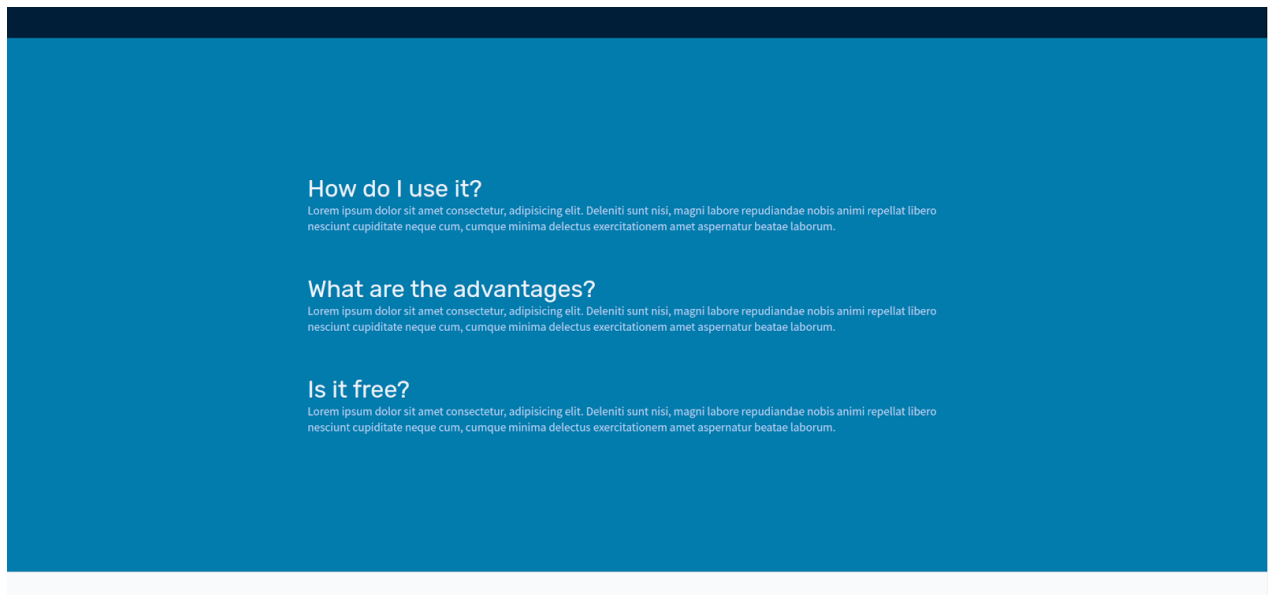 How do I use it?
Lorem ipsum dolor sit amet consectetur, adipisicing elit. Deleniti sunt nisi, magni labore repudiandae nobis animi repellat libero
nesciunt cupiditate neque cum, cumque minima delectus exercitationem amet aspernatur beatae laborum.
What are the advantages?
Lorem ipsum dolor sit amet consectetur, adipisicing elit. Deleniti sunt nisi, magni labore repudiandae nobis animi repellat libero
nesciunt cupiditate neque cum, cumque minima delectus exercitationem amet aspernatur beatae laborum.
Is it free?
Lorem ipsum dolor sit amet consectetur, adipisicing elit. Deleniti sunt nisi, magni labore repudiandae nobis animi repellat libero
nesciunt cupiditate neque cum, cumque minima delectus exercitationem amet aspernatur beatae laborum.